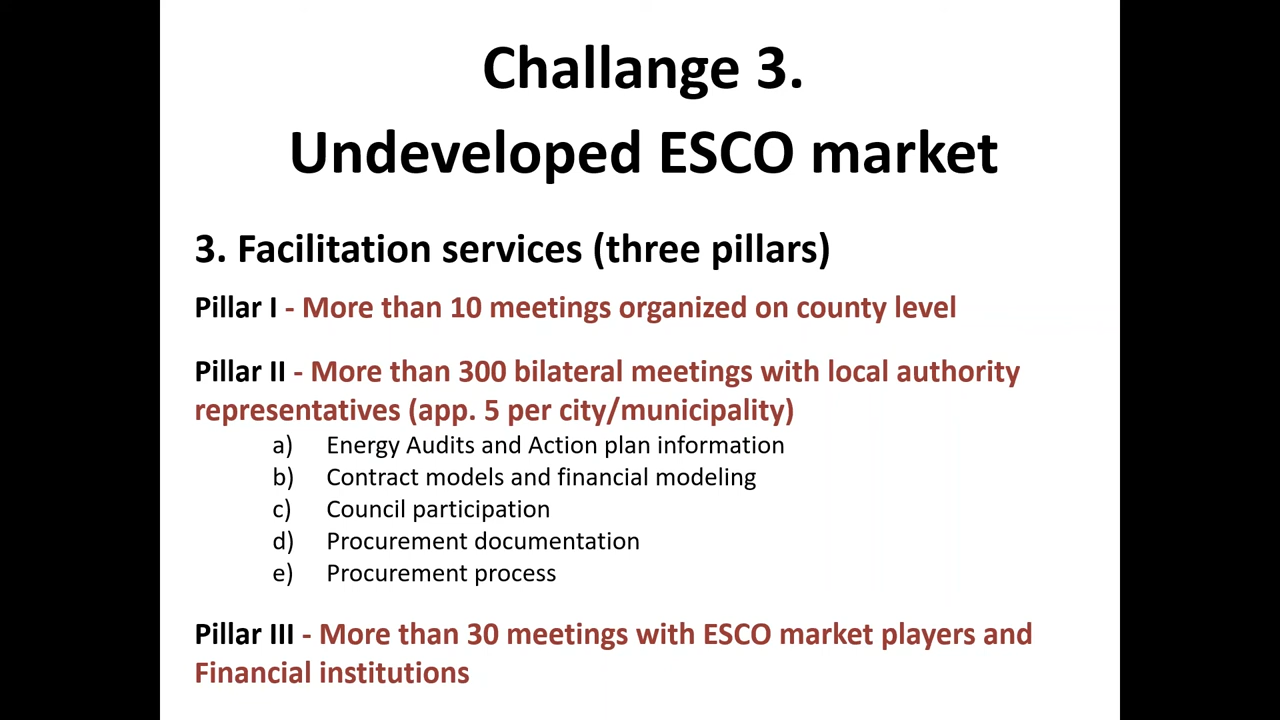 Challange 3.
Undeveloped ESCO market
3. Facilitation services (three pillars)
Pillar I - More than 10 meetings organized on county level
Pillar II - More than 300 bilateral meetings with local authority
representatives (app. 5 per city/municipality)
a) Energy Audits and Action plan information
b) Contract models and financial modeling
c) Council participation
d) Procurement documentation
e) Procurement process
Pillar III - More than 30 meetings with ESCO market players and
Financial institutions